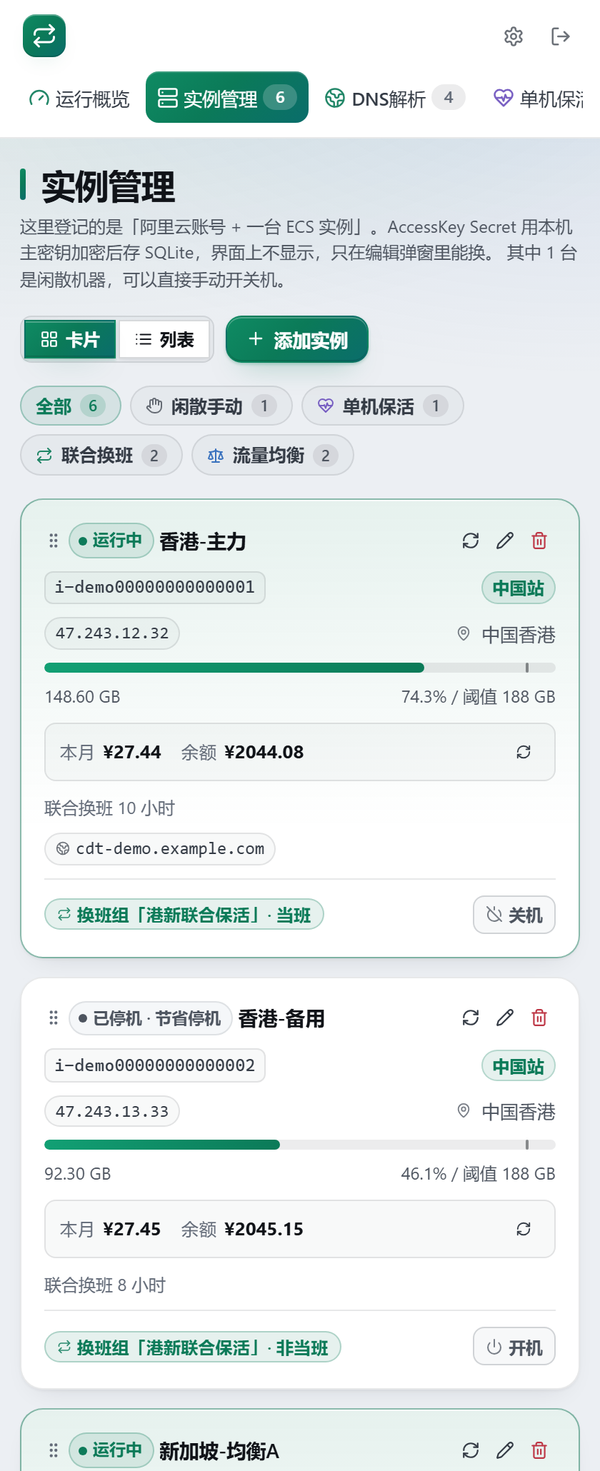 运行概览 实例管理 6 DNS解析 4 单机保活
实例管理
这里登记的是「阿里云账号 + 一台 ECS 实例」。AccessKey Secret 用本机
主密钥加密后存 SQLite，界面上不显示，只在编辑弹窗里能换。 其中 1 台
是闲散机器，可以直接手动开关机。
卡片 列表 添加实例
全部 6 闲散手动 1 单机保活 1
联合换班 2 流量均衡 2
运行中 香港-主力
i-demo00000000000001 中国站
47.243.12.32 中国香港
148.60 GB 74.3% / 阈值 188 GB
本月 ¥27.44 余额 ¥2044.08
联合换班 10 小时
cdt-demo.example.com
换班组「港新联合保活」· 当班 关机
已停机 · 节省停机 香港-备用
i-demo00000000000002 中国站
47.243.13.33 中国香港
92.30 GB 46.1% / 阈值 188 GB
本月 ¥27.45 余额 ¥2045.15
联合换班 8 小时
换班组「港新联合保活」· 非当班 开机
运行中 新加坡-均衡A